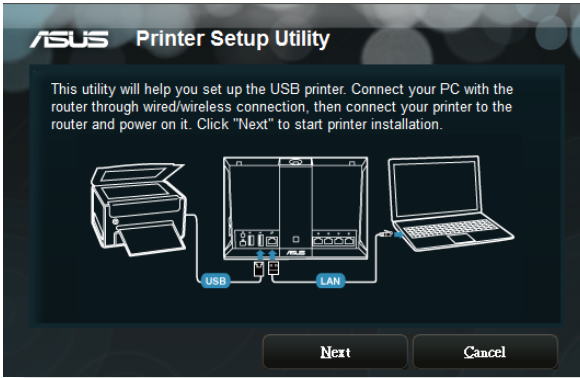 ASUS Printer Setup Utility
This utility will help you set up the USB printer. Connect your PC with the
router through wired/wireless connection, then connect your printer to the
router and power on it. Click "Next" to start printer installation.
ASUS
USB
LAN
Next
Cancel